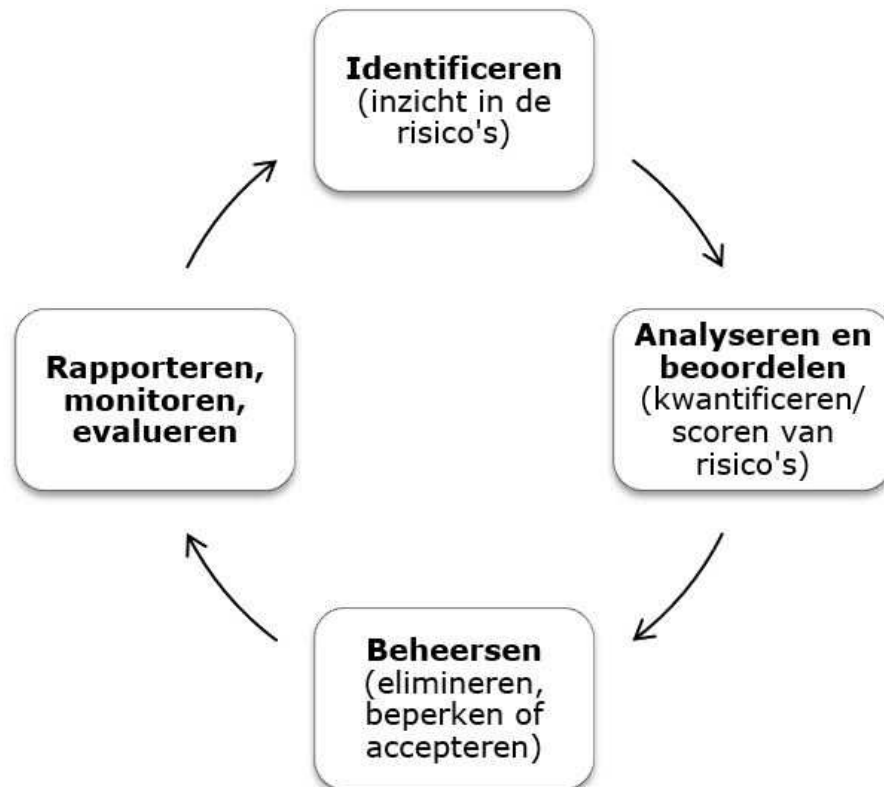 Identificeren
(inzicht in de
risico's)
Analyseren en
beoordelen
(kwantificeren/
scoren van
risico's)
Beheersen
(elimineren,
beperken of
accepteren)
Rapporteren,
monitoren,
evalueren